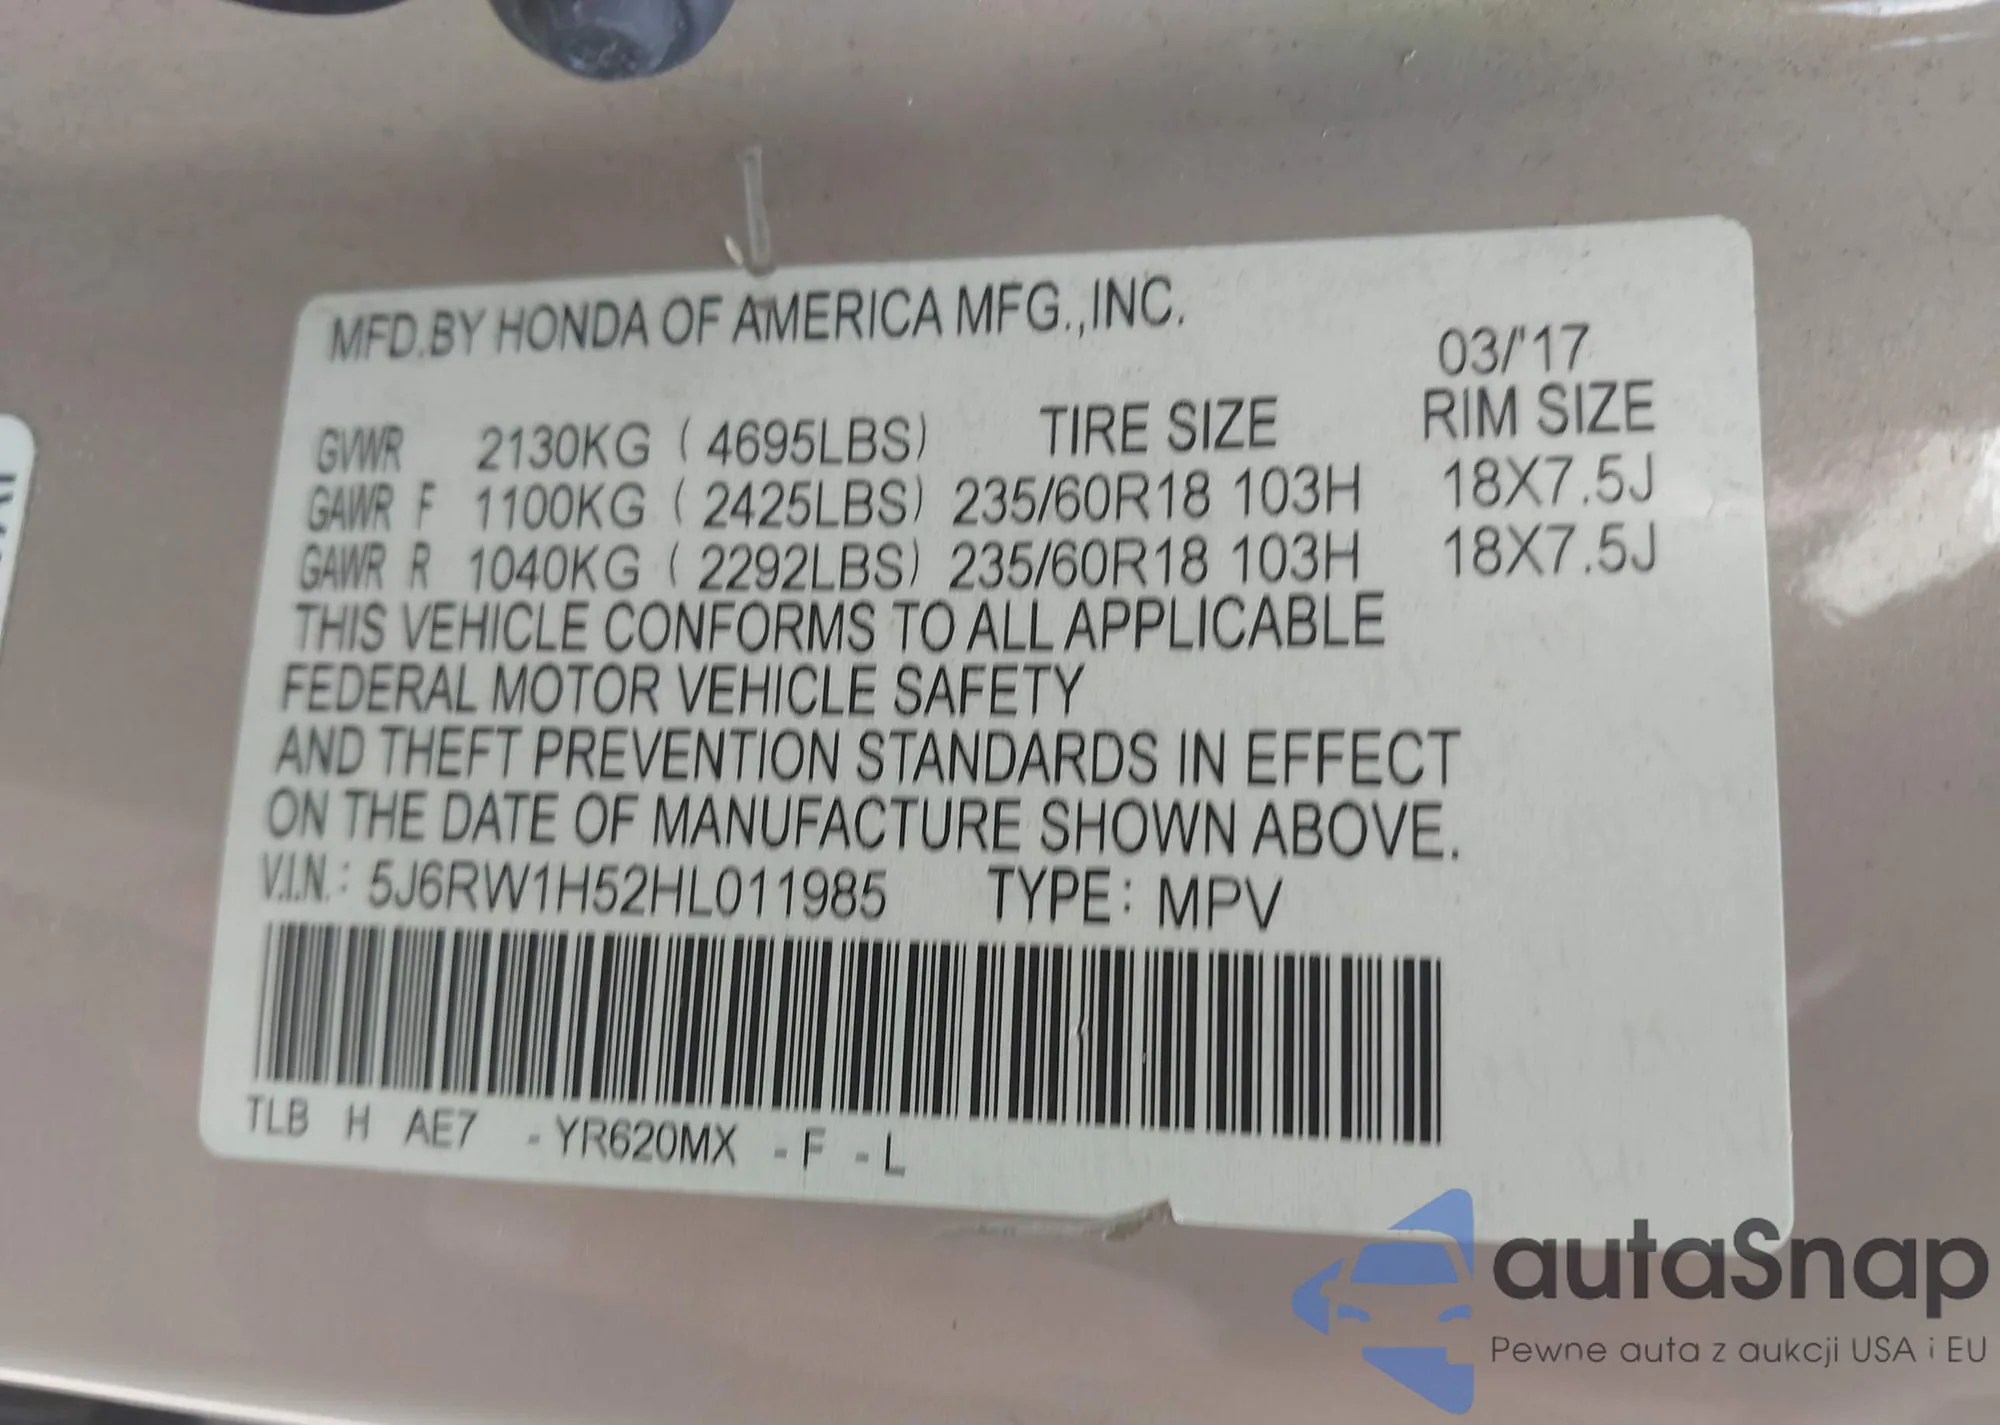 MFD.BY HONDA OF AMERICA MFG.,INC.
03/'17
GVWR 2130KG ( 4695LBS) TIRE SIZE RIM SIZE
GAWR F 1100KG ( 2425LBS) 235/60R18 103H 18X7.5J
GAWR R 1040KG ( 2292LBS) 235/60R18 103H 18X7.5J
THIS VEHICLE CONFORMS TO ALL APPLICABLE
FEDERAL MOTOR VEHICLE SAFETY
AND THEFT PREVENTION STANDARDS IN EFFECT
ON THE DATE OF MANUFACTURE SHOWN ABOVE.
V.I.N.: 5J6RW1H52HL011985 TYPE: MPV
TLB H AE7 - YR620MX - F - L
autaSnap
Pewne auta z aukcji USA i EU